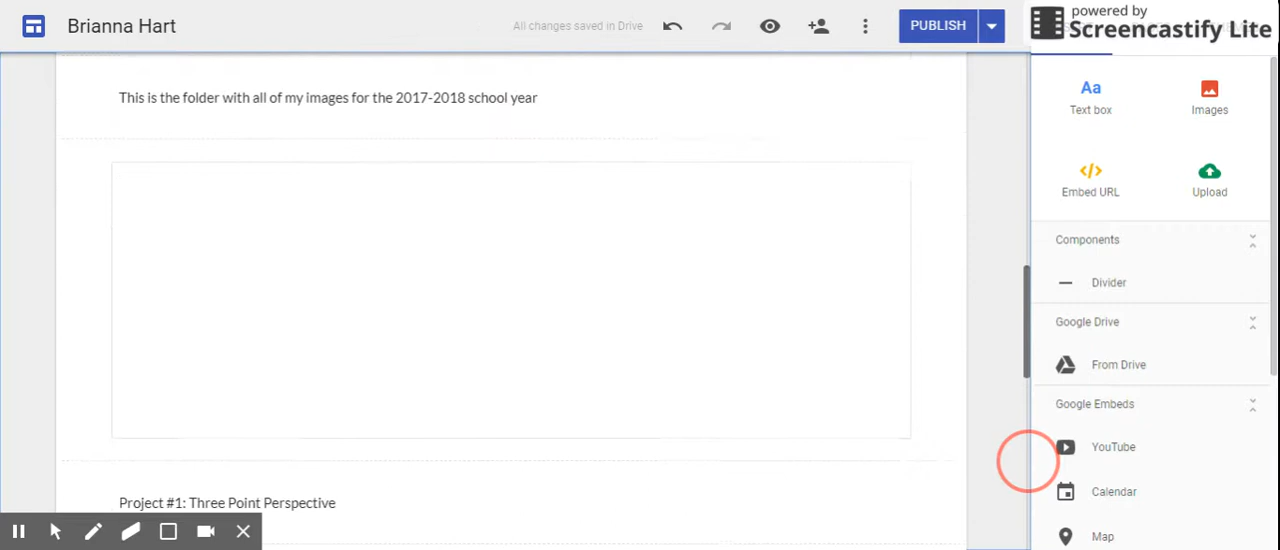 Brianna Hart
All changes saved in Drive
PUBLISH
powered by
Screencastify Lite
This is the folder with all of my images for the 2017-2018 school year
Project #1: Three Point Perspective
Aa
Text box
Images
Embed URL
Upload
Components
Divider
Google Drive
From Drive
Google Embeds
YouTube
Calendar
Map